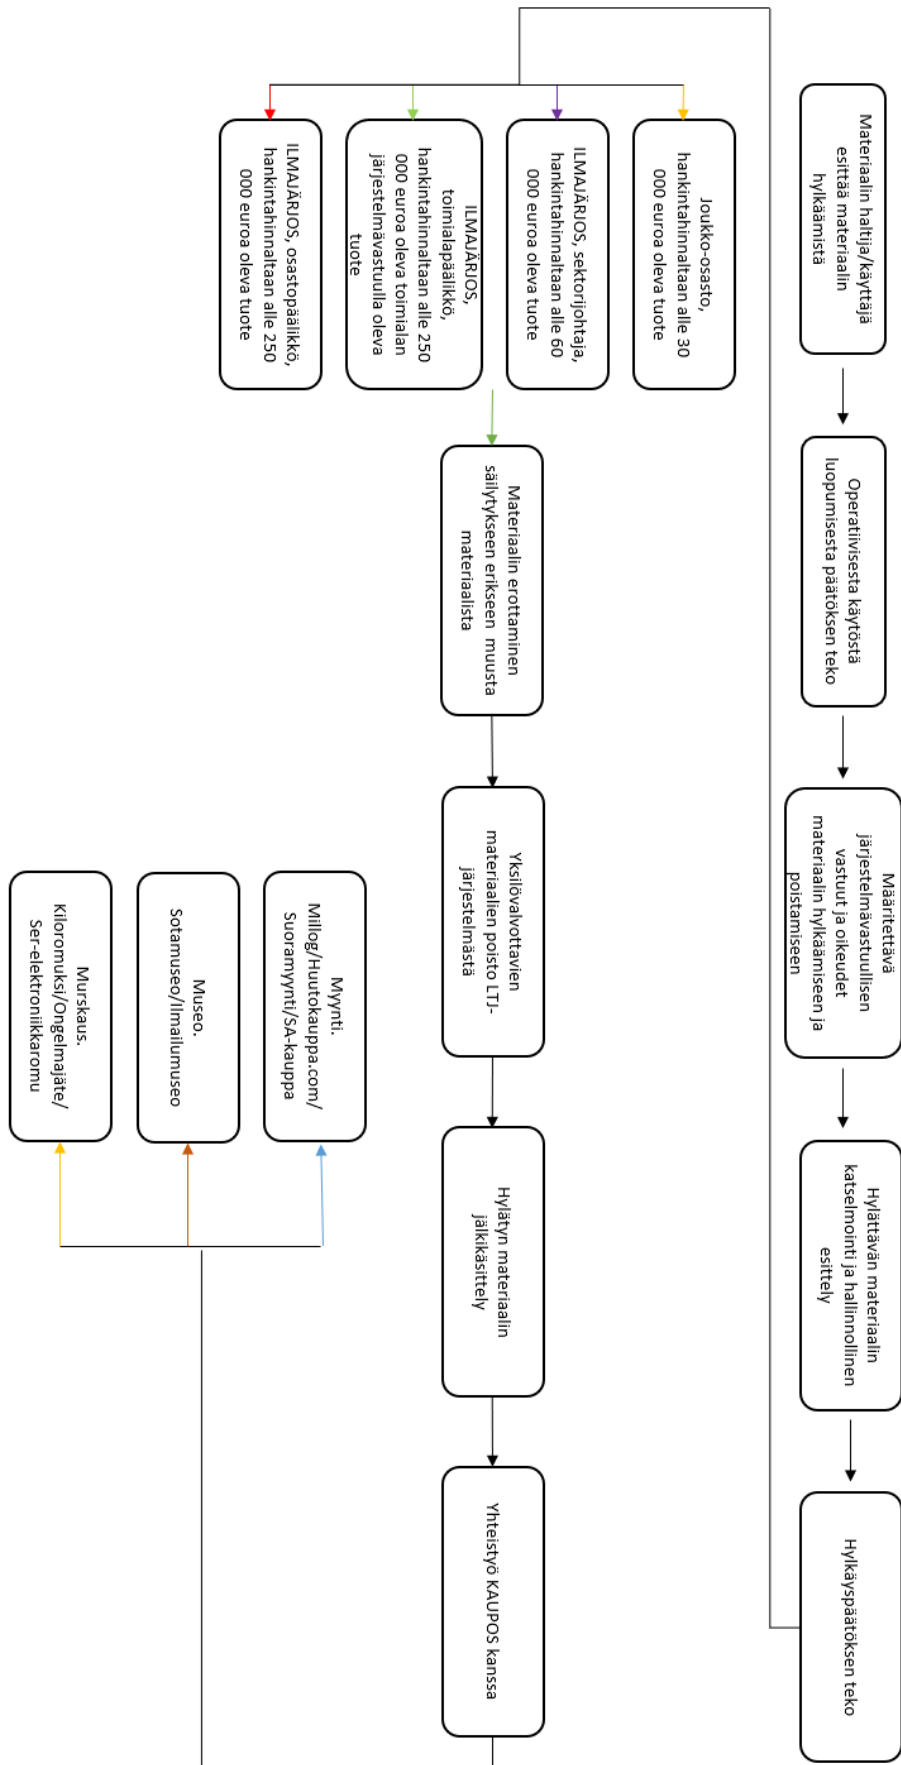 Materiaalin haltija/käyttäjä
esittää materiaalin
hylkäämistä
Operatiivisesta käytöstä
luopumisesta päätöksen teko
Määritettävä
järjestelmävastuullisen
vastuut ja oikeudet
materiaalin hylkäämiseen ja
poistamiseen
Hylättävän materiaalin
katselmointi ja hallinnollinen
esittely
Hylkäyspäätöksen teko
Joukko-osasto,
hankintahinnaltaan alle 30
000 euroa oleva tuote
ILMAJÄRJOS, sektorijohtaja,
hankintahinnaltaan alle 60
000 euroa oleva tuote
ILMAJÄRJOS,
toimialapäälikkö,
hankintahinnaltaan alle 250
000 euroa oleva toimialan
järjestelmävastuulla oleva
tuote
ILMAJÄRJOS, osastopäälikkö,
hankintahinnaltaan alle 250
000 euroa oleva tuote
Materiaalin erottaminen
säilytykseen erikseen muusta
materiaalista
Yksilövalvottavien
materiaalien poisto LTJ-
järjestelmästä
Hylätyn materiaalin
jälkikäsittely
Yhteistyö KAUPOS kanssa
Myynti.
Millog/Huutokauppa.com/
Suoramyynti/SA-kauppa
Museo.
Sotamuseo/Ilmailumuseo
Murskaus.
Kiloromuksi/Ongelmajäte/
Ser-elektroniikkaromu